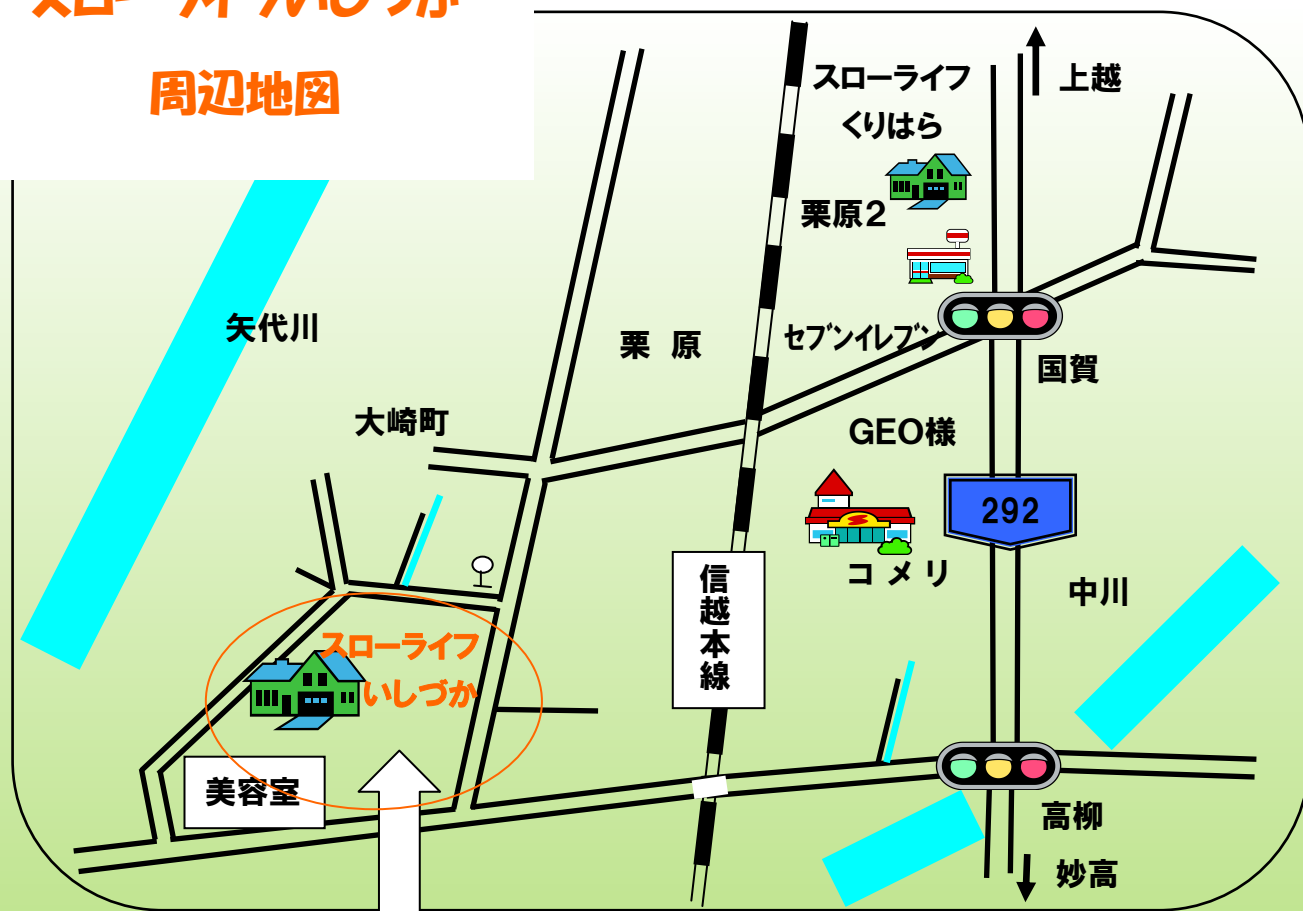 周辺地図
上越
スローライフ
くりはら
栗原2
矢代川
栗 原
セブンイレブン
国賀
大崎町
GEO様
292
コメリ
信越本線
中川
スローライフ
いしづか
美容室
高柳
妙高